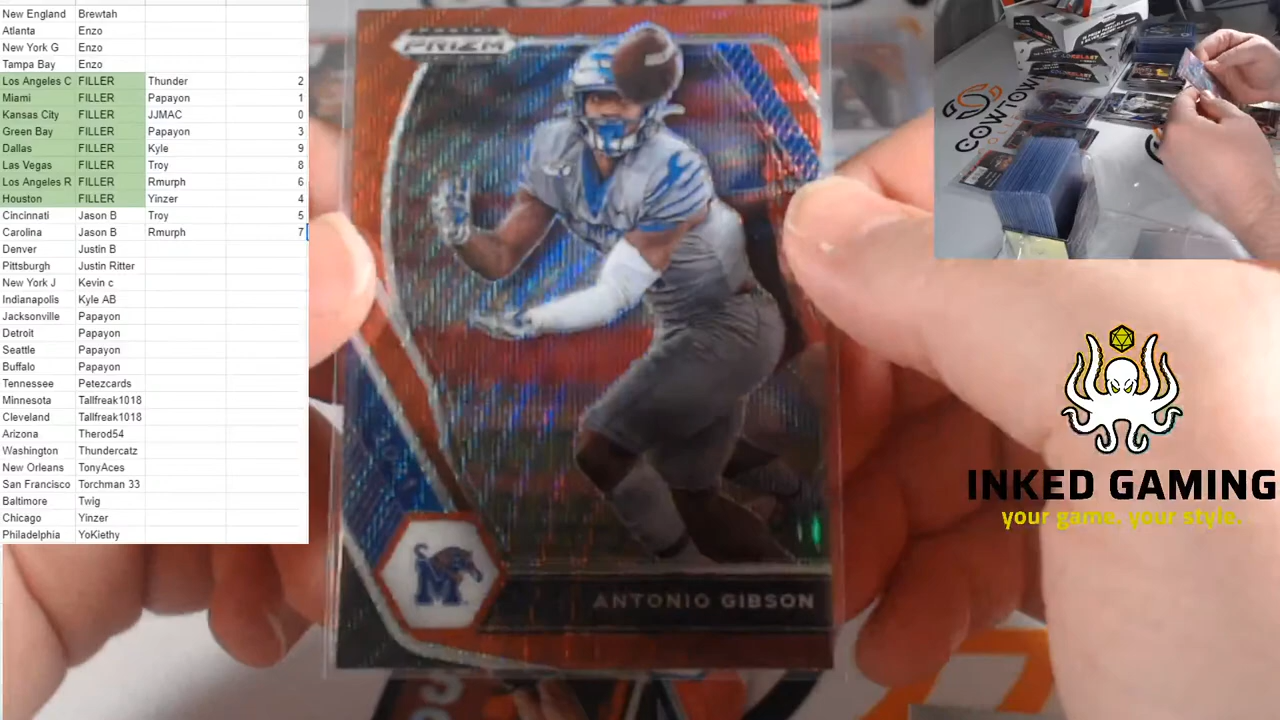 New England Brewtah
Atlanta Enzo
New York G Enzo
Tampa Bay Enzo
Los Angeles C FILLER Thunder 2
Miami FILLER Papayon 1
Kansas City FILLER JJMAC 0
Green Bay FILLER Papayon 3
Dallas FILLER Kyle 9
Las Vegas FILLER Troy 8
Los Angeles R FILLER Rmurph 6
Houston FILLER Yinzer 4
Cincinnati Jason B Troy 5
Carolina Jason B Rmurph 7
Denver Justin B
Pittsburgh Justin Ritter
New York J Kevin c
Indianapolis Kyle AB
Jacksonville Papayon
Detroit Papayon
Seattle Papayon
Buffalo Papayon
Tennessee Petezcards
Minnesota Tallfreak1018
Cleveland Tallfreak1018
Arizona Therod54
Washington Thundercatz
New Orleans TonyAces
San Francisco Torchman 33
Baltimore Twig
Chicago Yinzer
Philadelphia YoKiethy
PRIZM
M
ANTONIO GIBSON
COWTOWN
INKED GAMING
your game, your style.